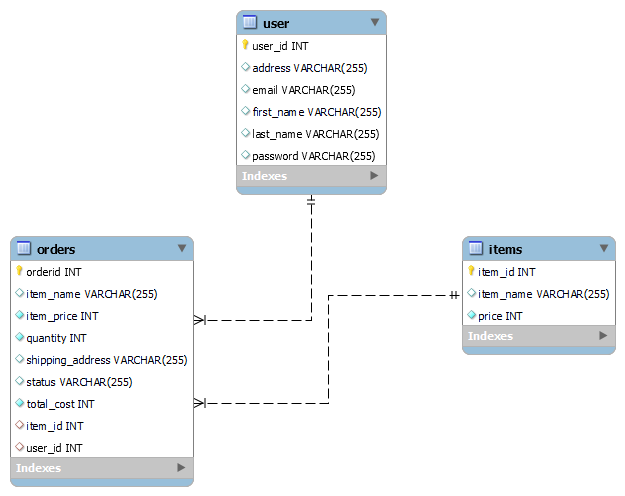 user
user_id INT
address VARCHAR(255)
email VARCHAR(255)
first_name VARCHAR(255)
last_name VARCHAR(255)
password VARCHAR(255)
Indexes
orders
orderid INT
item_name VARCHAR(255)
item_price INT
quantity INT
shipping_address VARCHAR(255)
status VARCHAR(255)
total_cost INT
item_id INT
user_id INT
Indexes
items
item_id INT
item_name VARCHAR(255)
price INT
Indexes